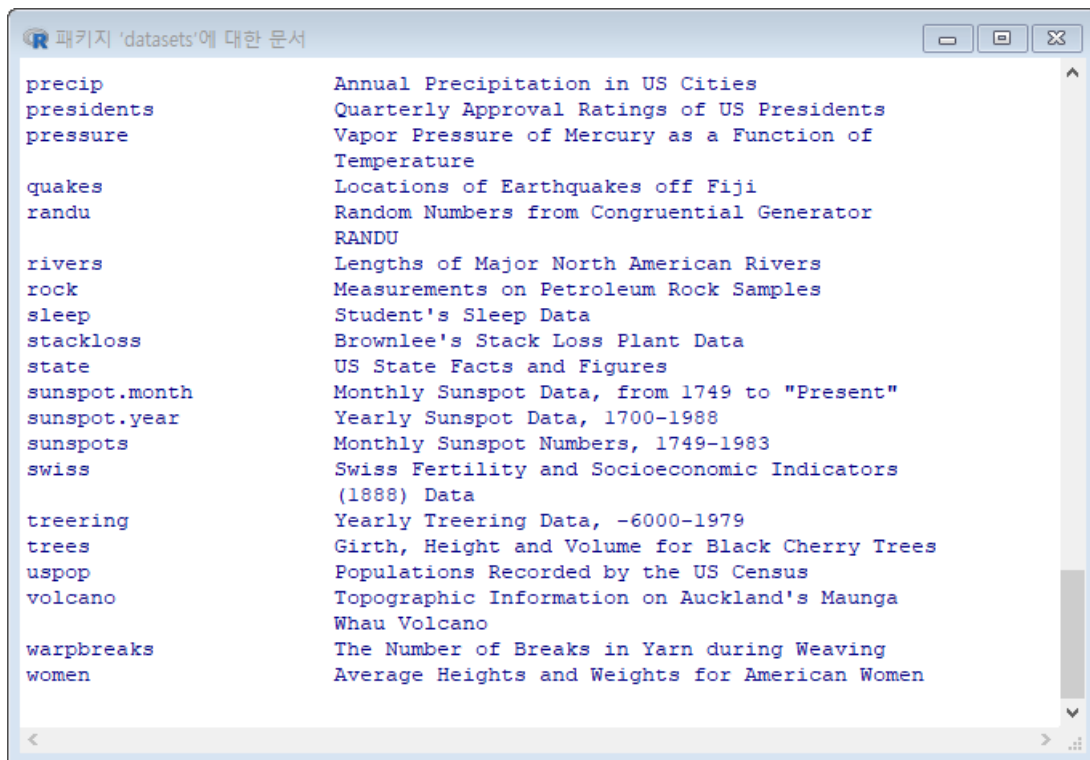 패키지 'datasets'에 대한 문서
precip Annual Precipitation in US Cities
presidents Quarterly Approval Ratings of US Presidents
pressure Vapor Pressure of Mercury as a Function of
Temperature
quakes Locations of Earthquakes off Fiji
randu Random Numbers from Congruential Generator
RANDU
rivers Lengths of Major North American Rivers
rock Measurements on Petroleum Rock Samples
sleep Student's Sleep Data
stackloss Brownlee's Stack Loss Plant Data
state US State Facts and Figures
sunspot.month Monthly Sunspot Data, from 1749 to "Present"
sunspot.year Yearly Sunspot Data, 1700-1988
sunspots Monthly Sunspot Numbers, 1749-1983
swiss Swiss Fertility and Socioeconomic Indicators
(1888) Data
treering Yearly Treering Data, -6000-1979
trees Girth, Height and Volume for Black Cherry Trees
uspop Populations Recorded by the US Census
volcano Topographic Information on Auckland's Maunga
Whau Volcano
warpbreaks The Number of Breaks in Yarn during Weaving
women Average Heights and Weights for American Women